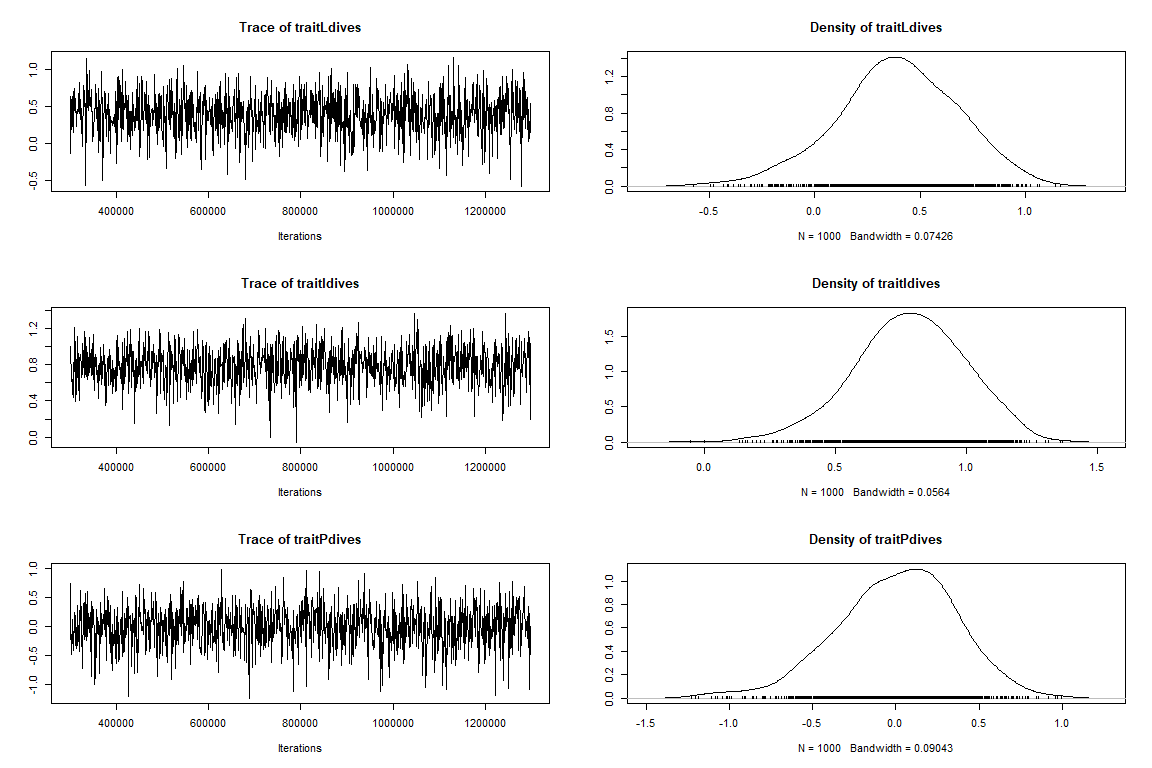 Trace of traitLdives
1.0
0.5
0.0
-0.5
400000 600000 800000 1000000 1200000
Iterations
Density of traitLdives
1.2
0.8
0.4
0.0
-0.5 0.0 0.5 1.0
N = 1000 Bandwidth = 0.07426
Trace of traitIdives
1.2
0.8
0.4
0.0
400000 600000 800000 1000000 1200000
Iterations
Density of traitIdives
1.5
1.0
0.5
0.0
0.0 0.5 1.0 1.5
N = 1000 Bandwidth = 0.0564
Trace of traitPdives
1.0
0.5
0.0
-0.5
-1.0
400000 600000 800000 1000000 1200000
Iterations
Density of traitPdives
1.0
0.8
0.6
0.4
0.2
0.0
-1.5 -1.0 -0.5 0.0 0.5 1.0
N = 1000 Bandwidth = 0.09043